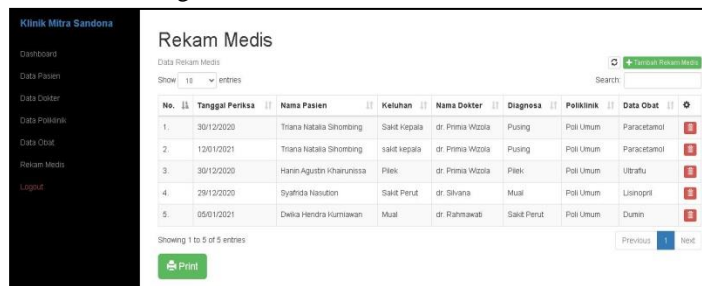 Klinik Mitra Sandona
Dashboard
Data Pasien
Data Dokter
Data Poliklinik
Data Obat
Rekam Medis
Logout
Rekam Medis
Data Rekam Medis
Tambah Rekam Medis
Show 10 entries
Search:
No. Tanggal Periksa Nama Pasien Keluhan Nama Dokter Diagnosa Poliklinik Data Obat
1. 30/12/2020 Triana Natalia Sihombing Sakit Kepala dr. Primia Wizola Pusing Poli Umum Paracetamol
2. 12/01/2021 Triana Natalia Sihombing sakit kepala dr. Primia Wizola Pusing Poli Umum Paracetamol
3. 30/12/2020 Hanin Agustin Khairunissa Pilek dr. Primia Wizola Pilek Poli Umum Ultraflu
4. 29/12/2020 Syafrida Nasution Sakit Perut dr. Silvana Mual Poli Umum Lisinopril
5. 05/01/2021 Dwika Hendra Kurniawan Mual dr. Rahmawati Sakit Perut Poli Umum Dumin
Showing 1 to 5 of 5 entries
Previous 1 Next
Print